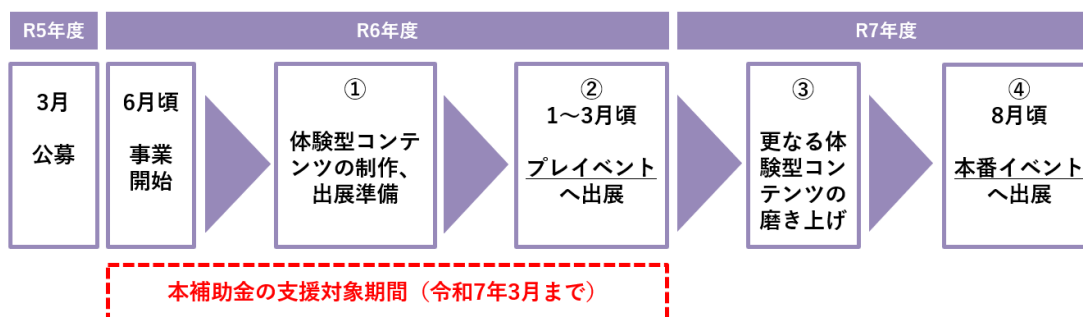 R5年度
R6年度
R7年度
3月
公募
6月頃
事業
開始
①
体験型コンテ
ンツの制作、
出展準備
②
1～3月頃
プレイベント
へ出展
③
更なる体
験型コン
テンツの
磨き上げ
④
8月頃
本番イベント
へ出展
本補助金の支援対象期間（令和7年3月まで）